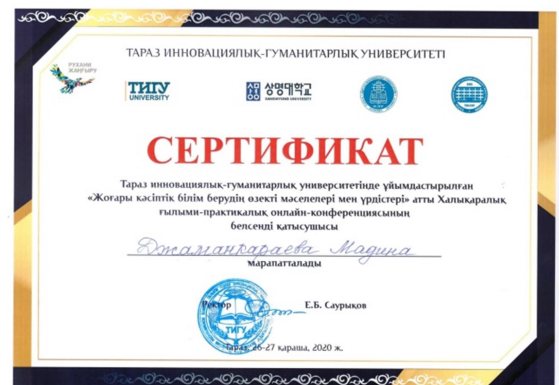 ТАРАЗ ИННОВАЦИЯЛЫҚ-ГУМАНИТАРЛЫҚ УНИВЕРСИТЕТІ
РУХАНИ
ЖАҢҒЫРУ
ТИГУ
UNIVERSITY
상명대학교
SANGMYUNG UNIVERSITY
СЕРТИФИКАТ
Тараз инновациялық-гуманитарлық университетінде ұйымдастырылған
«Жоғары кәсіптік білім берудің өзекті мәселелері мен үрдістері» атты Халықаралық
ғылыми-практикалық онлайн-конференциясының
белсенді қатысушысы
Джаманкараева Мадина
марапатталады
Ректор Е.Б. Саурықов
ТИГУ
Тараз, 26-27 қараша, 2020 ж.